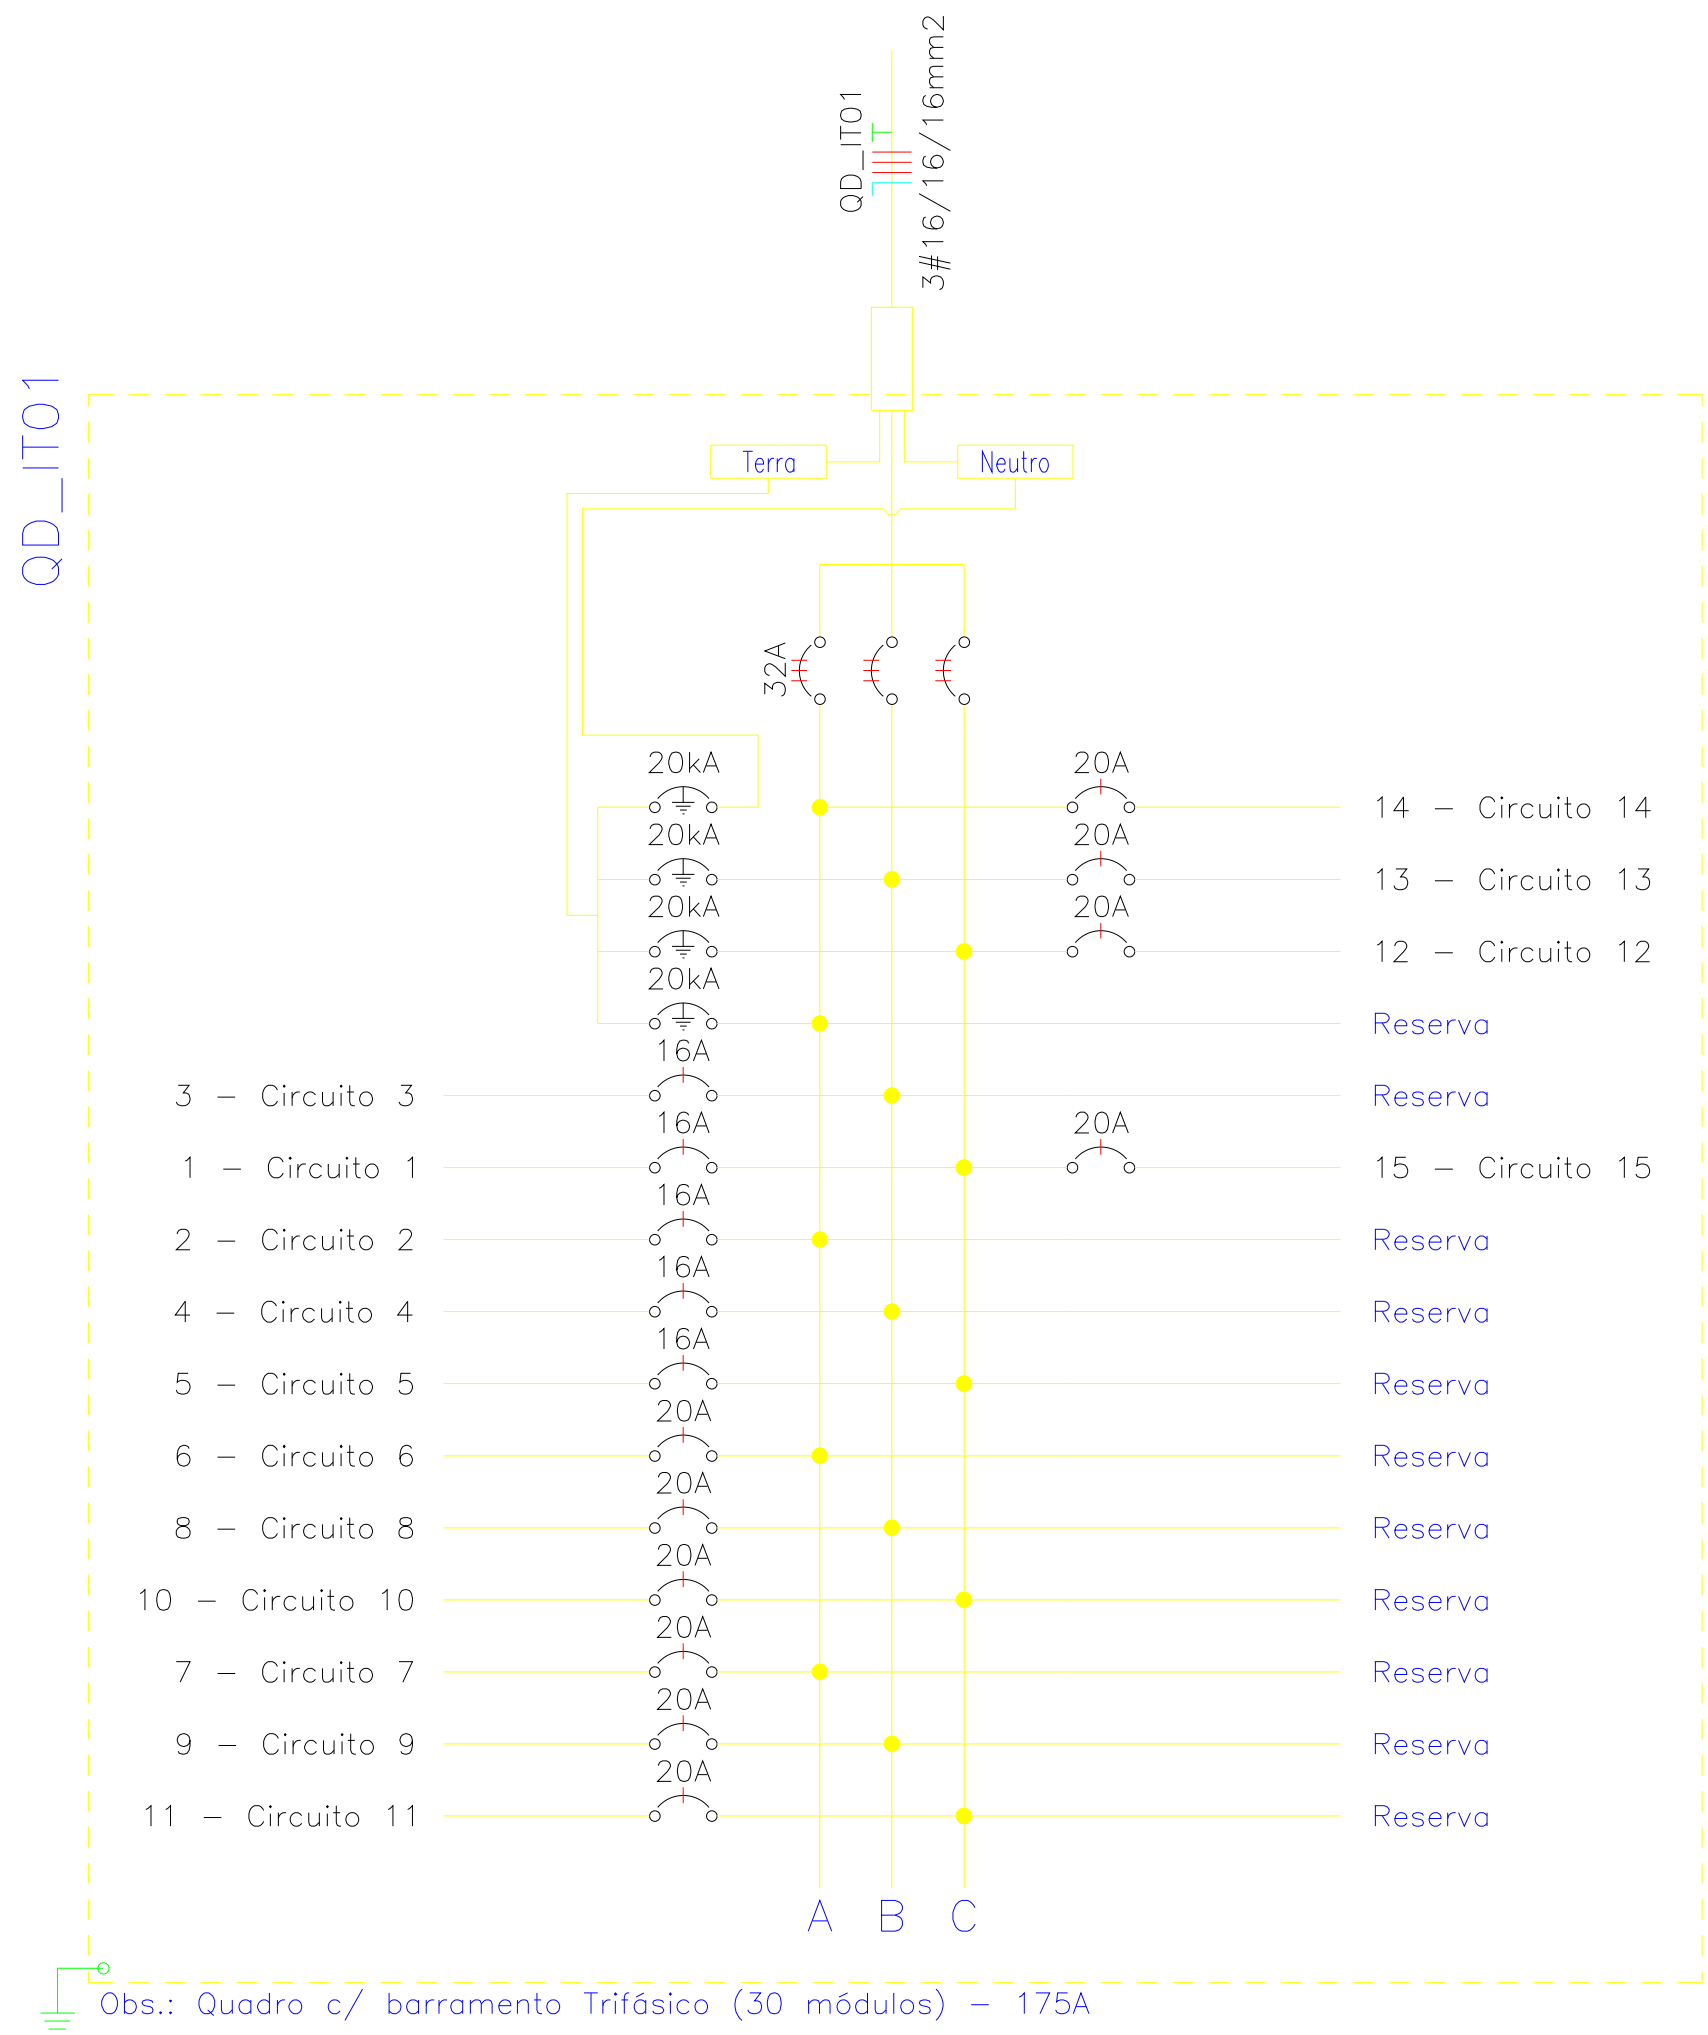 QD_IT01
3#16/16/16mm2
QD_IT01
Terra
Neutro
32A
20kA
20A
14 - Circuito 14
20kA
20A
13 - Circuito 13
20kA
20A
12 - Circuito 12
20kA
Reserva
16A
3 - Circuito 3
Reserva
16A
20A
1 - Circuito 1
15 - Circuito 15
16A
2 - Circuito 2
Reserva
16A
4 - Circuito 4
Reserva
16A
5 - Circuito 5
Reserva
20A
6 - Circuito 6
Reserva
20A
8 - Circuito 8
Reserva
20A
10 - Circuito 10
Reserva
20A
7 - Circuito 7
Reserva
20A
9 - Circuito 9
Reserva
20A
11 - Circuito 11
Reserva
A B C
Obs.: Quadro c/ barramento Trifásico (30 módulos) - 175A